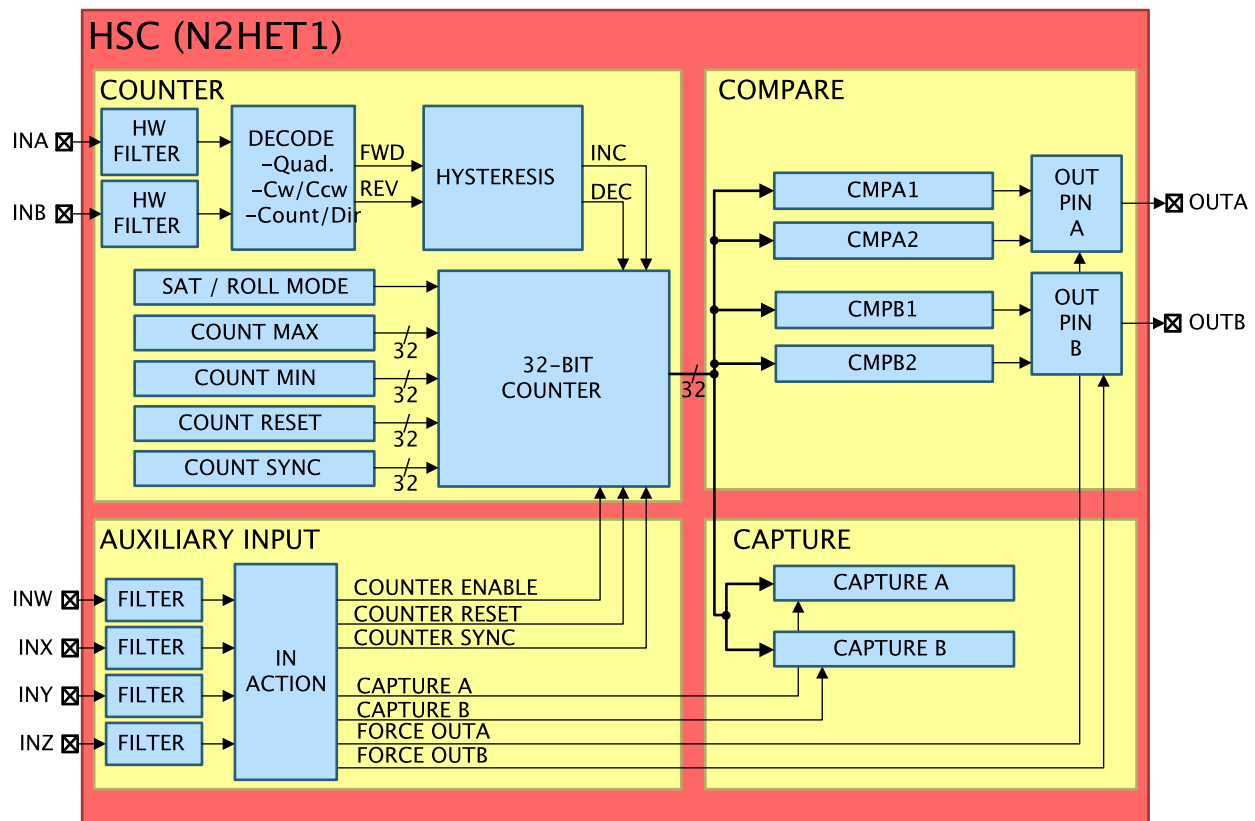 HSC (N2HET1)
COUNTER
INA
HW
FILTER
INB
HW
FILTER
DECODE
-Quad.
-Cw/Ccw
-Count/Dir
FWD
REV
HYSTERESIS
INC
DEC
SAT / ROLL MODE
COUNT MAX
32
COUNT MIN
32
COUNT RESET
32
COUNT SYNC
32
32-BIT
COUNTER
32
COMPARE
CMPA1
CMPA2
CMPB1
CMPB2
OUT
PIN
A
OUTA
OUT
PIN
B
OUTB
AUXILIARY INPUT
INW
FILTER
INX
FILTER
INY
FILTER
INZ
FILTER
IN
ACTION
COUNTER ENABLE
COUNTER RESET
COUNTER SYNC
CAPTURE A
CAPTURE B
FORCE OUTA
FORCE OUTB
CAPTURE
CAPTURE A
CAPTURE B